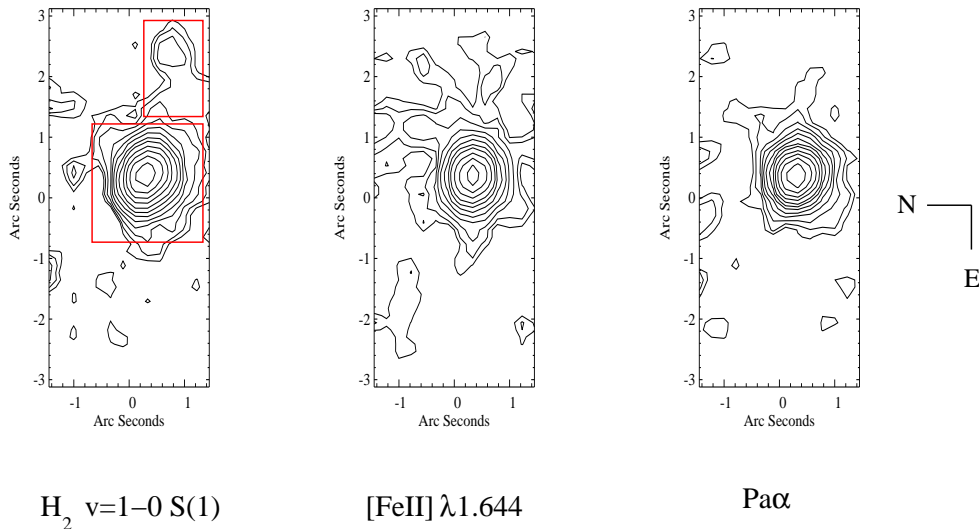 3
2
1
0
-1
-2
-3
Arc Seconds
-1 0 1
Arc Seconds
3
2
1
0
-1
-2
-3
Arc Seconds
-1 0 1
Arc Seconds
3
2
1
0
-1
-2
-3
Arc Seconds
-1 0 1
Arc Seconds
N
E
H₂ v=1–0 S(1)
[FeII] λ1.644
Paα